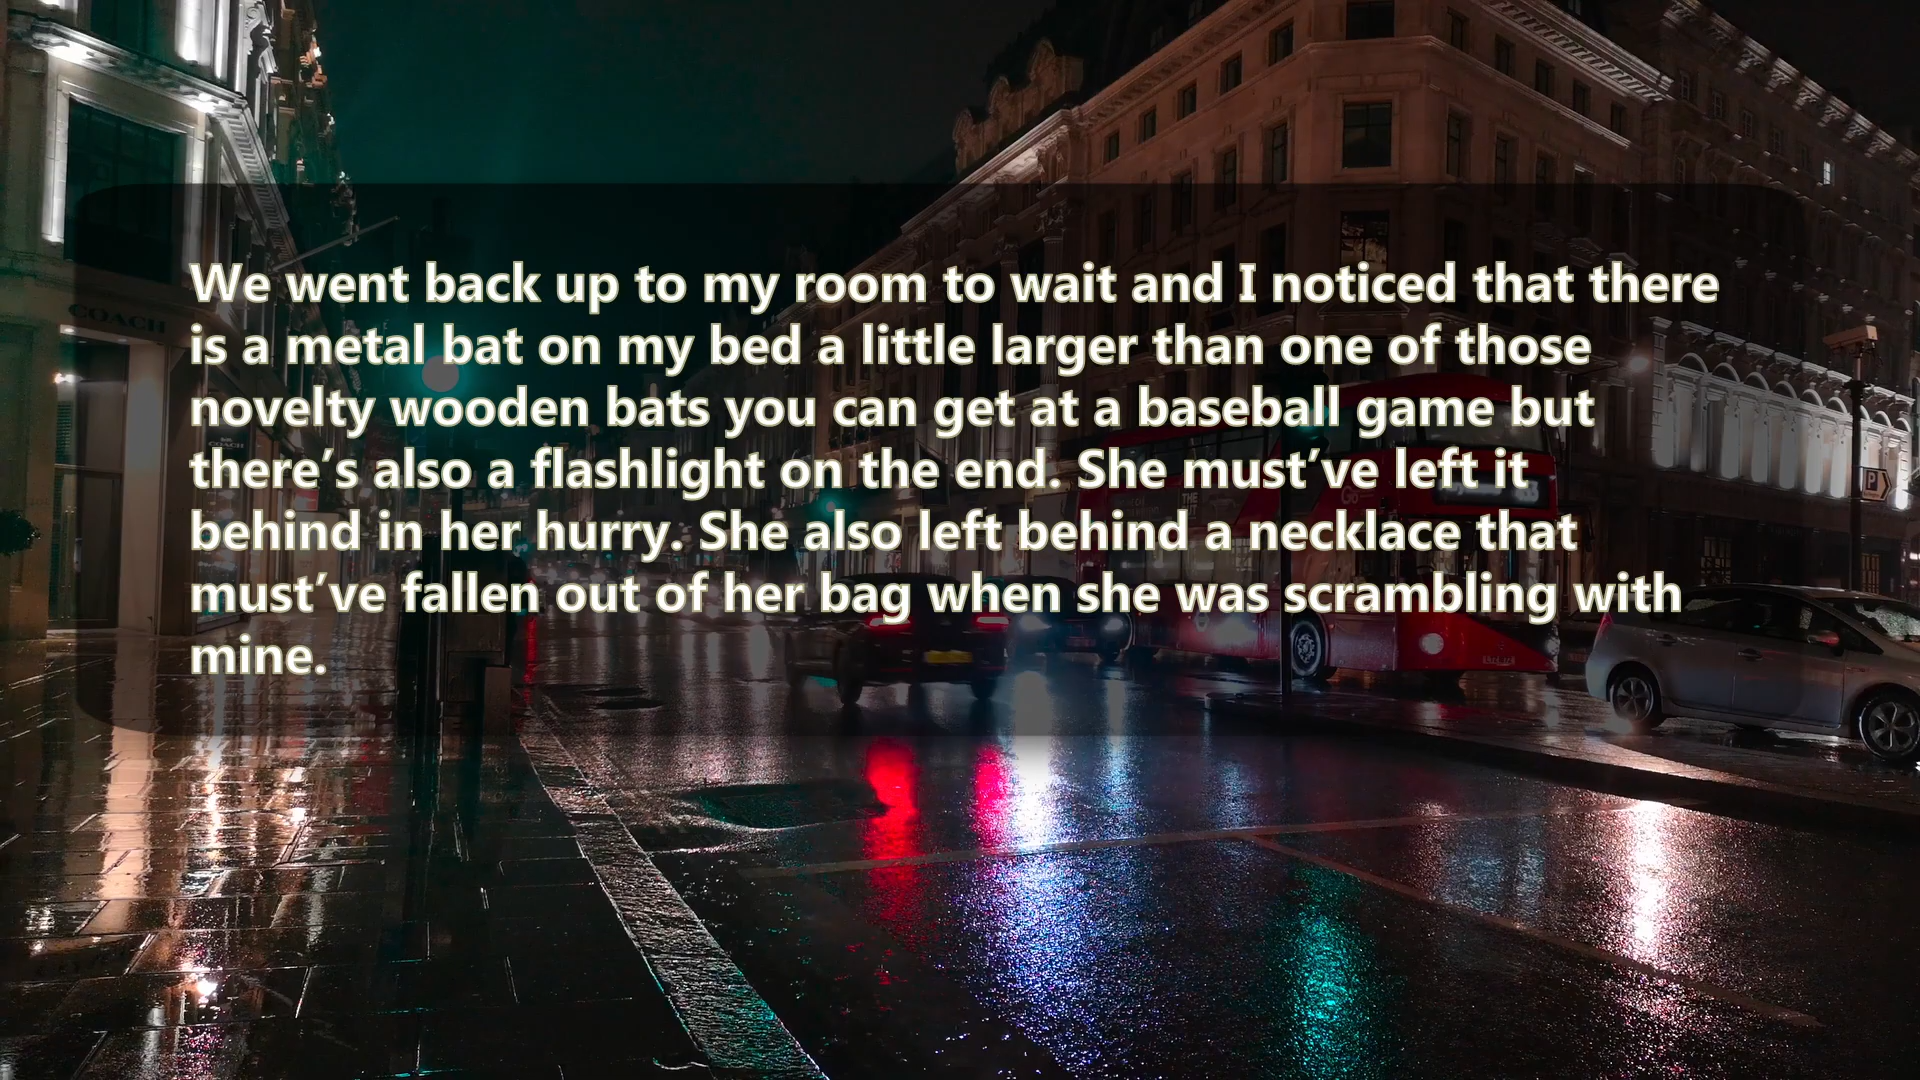 We went back up to my room to wait and I noticed that there
is a metal bat on my bed a little larger than one of those
novelty wooden bats you can get at a baseball game but
there’s also a flashlight on the end. She must’ve left it
behind in her hurry. She also left behind a necklace that
must’ve fallen out of her bag when she was scrambling with
mine.
COACH
COACH
P